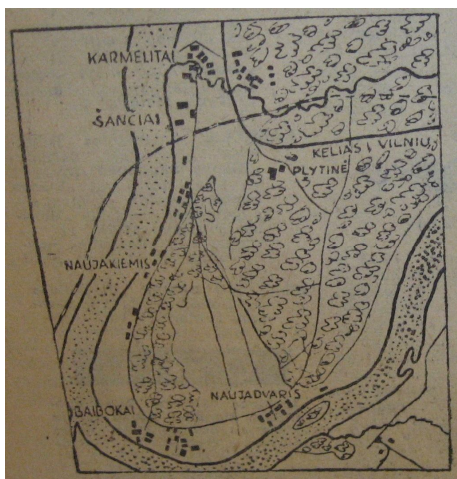 KARMELITAI
ŠANČIAI
KELIAS Į VILNIŲ
PLYTINĖ
NAUJAKIEMIS
NAUJADVARIS
BAIBOKAI